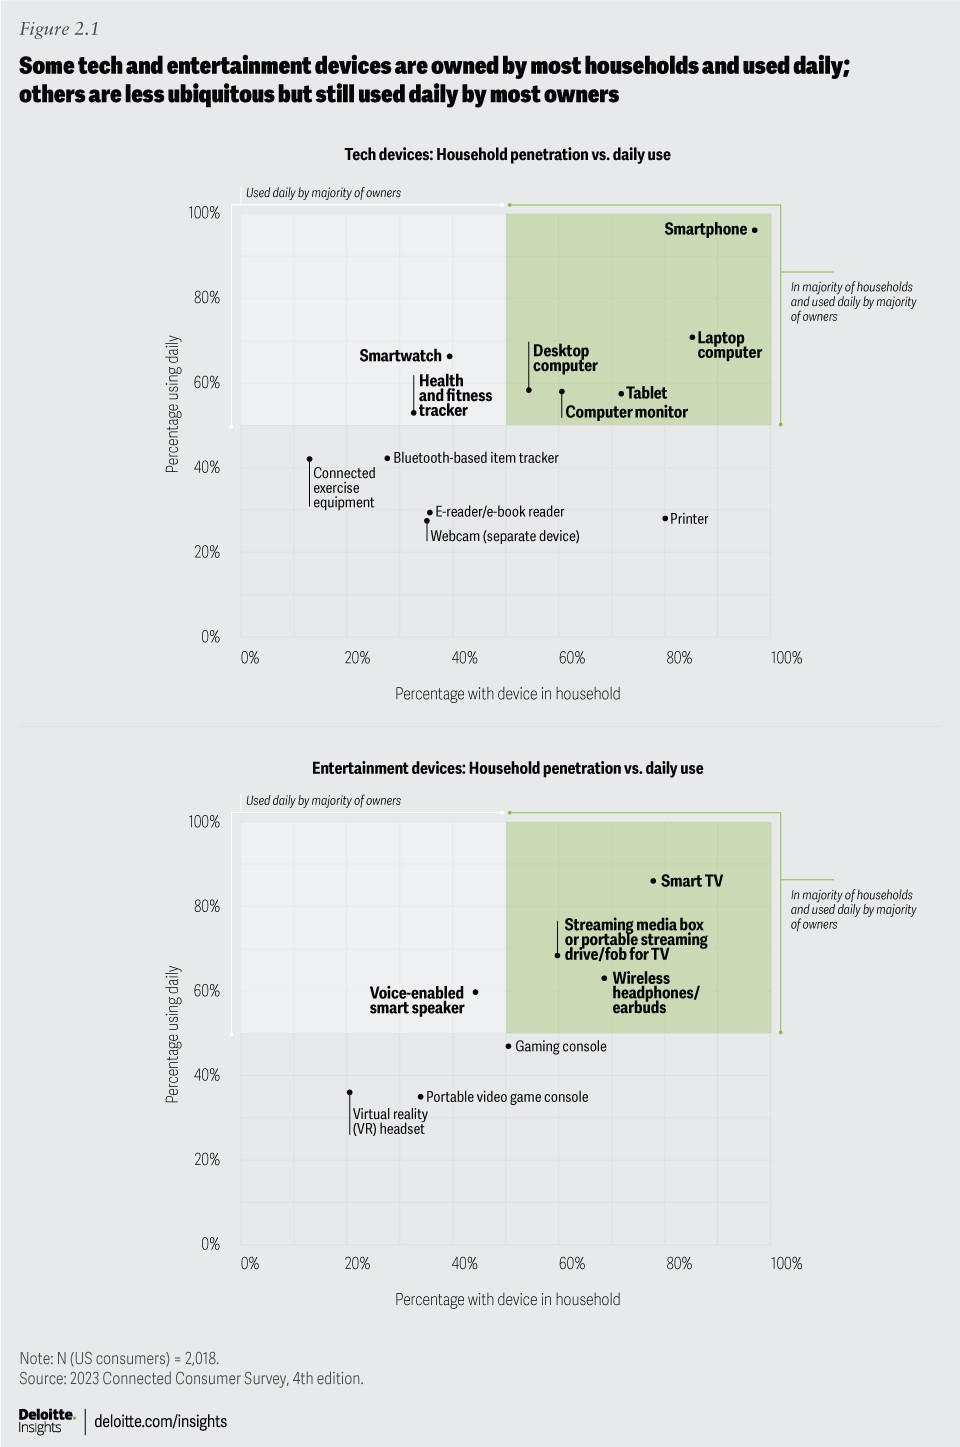 Figure 2.1
Some tech and entertainment devices are owned by most households and used daily;
others are less ubiquitous but still used daily by most owners
Tech devices: Household penetration vs. daily use
Used daily by majority of owners
100%
80%
60%
40%
20%
0%
Percentage using daily
Smartphone
In majority of households
and used daily by majority
of owners
Laptop
computer
Desktop
computer
Smartwatch
Health
and fitness
tracker
Tablet
Computer monitor
Bluetooth-based item tracker
Connected
exercise
equipment
E-reader/e-book reader
Webcam (separate device)
Printer
0%
20%
40%
60%
80%
100%
Percentage with device in household
Entertainment devices: Household penetration vs. daily use
Used daily by majority of owners
100%
80%
60%
40%
20%
0%
Percentage using daily
Smart TV
In majority of households
and used daily by majority
of owners
Streaming media box
or portable streaming
drive/fob for TV
Wireless
headphones/
earbuds
Voice-enabled
smart speaker
Gaming console
Portable video game console
Virtual reality
(VR) headset
0%
20%
40%
60%
80%
100%
Percentage with device in household
Note: N (US consumers) = 2,018.
Source: 2023 Connected Consumer Survey, 4th edition.
Deloitte.
Insights
deloitte.com/insights